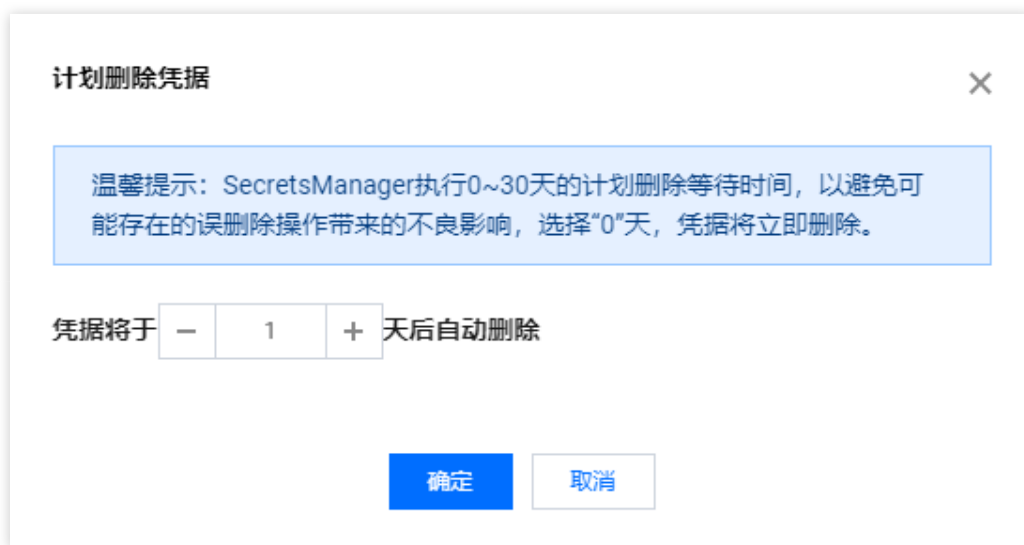 计划删除凭据
温馨提示：SecretsManager执行0~30天的计划删除等待时间，以避免可
能存在的误删除操作带来的不良影响，选择“0”天，凭据将立即删除。
凭据将于 − 1 + 天后自动删除
确定 取消